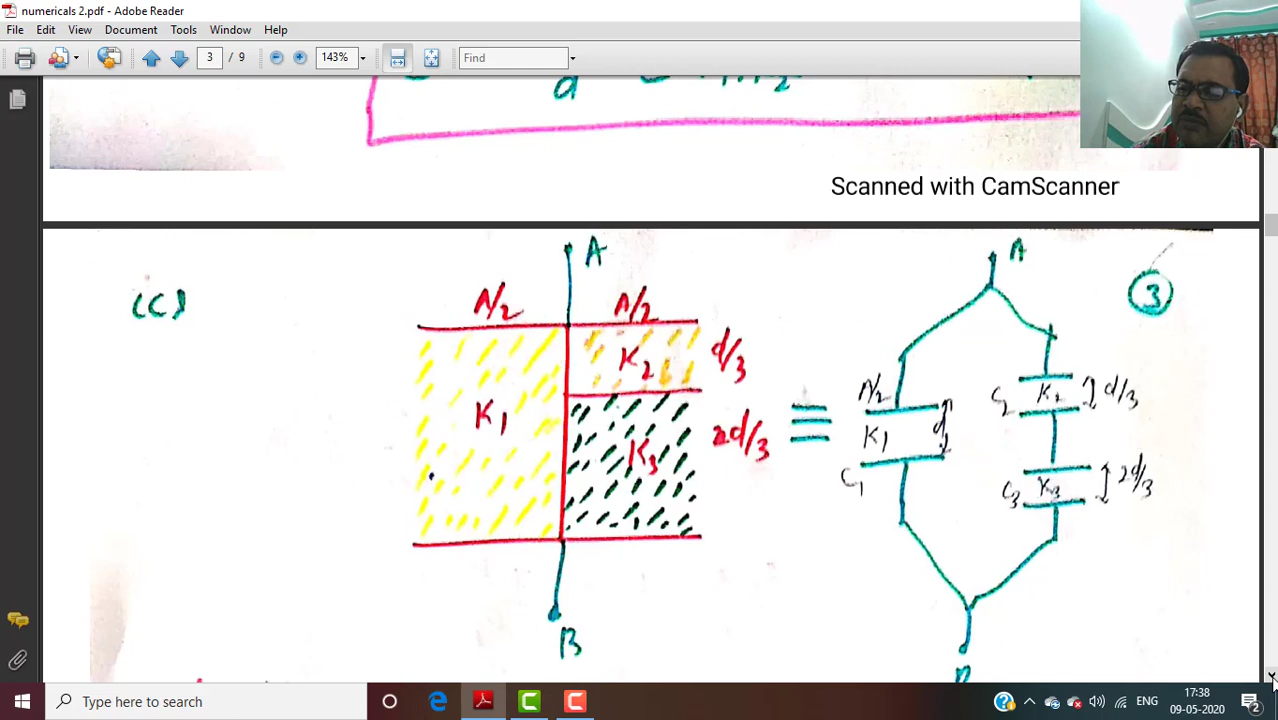 numericals 2.pdf - Adobe Reader
File Edit View Document Tools Window Help
3 / 9 143% Find
Scanned with CamScanner
(C)
A
A/2 A/2
K2 d/3
K1
K3 2d/3
B
≡
A
3
A/2
K1 d
C1
C2 K2 d/3
C3 K3 2d/3
Type here to search
ENG
17:38
09-05-2020
2